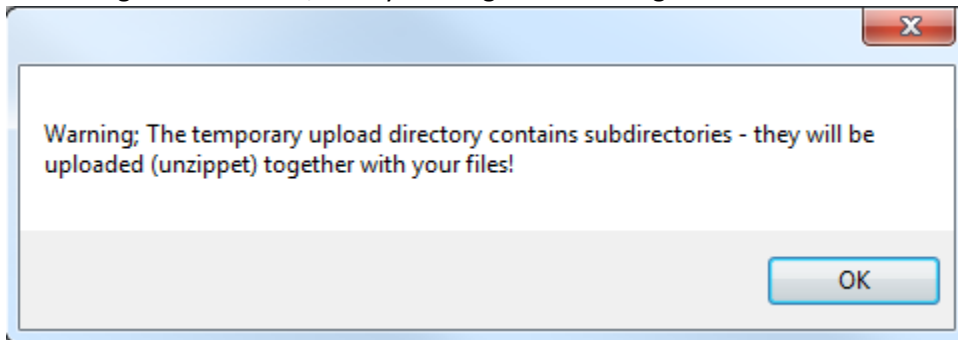 Warning; The temporary upload directory contains subdirectories - they will be
uploaded (unzippet) together with your files!
OK